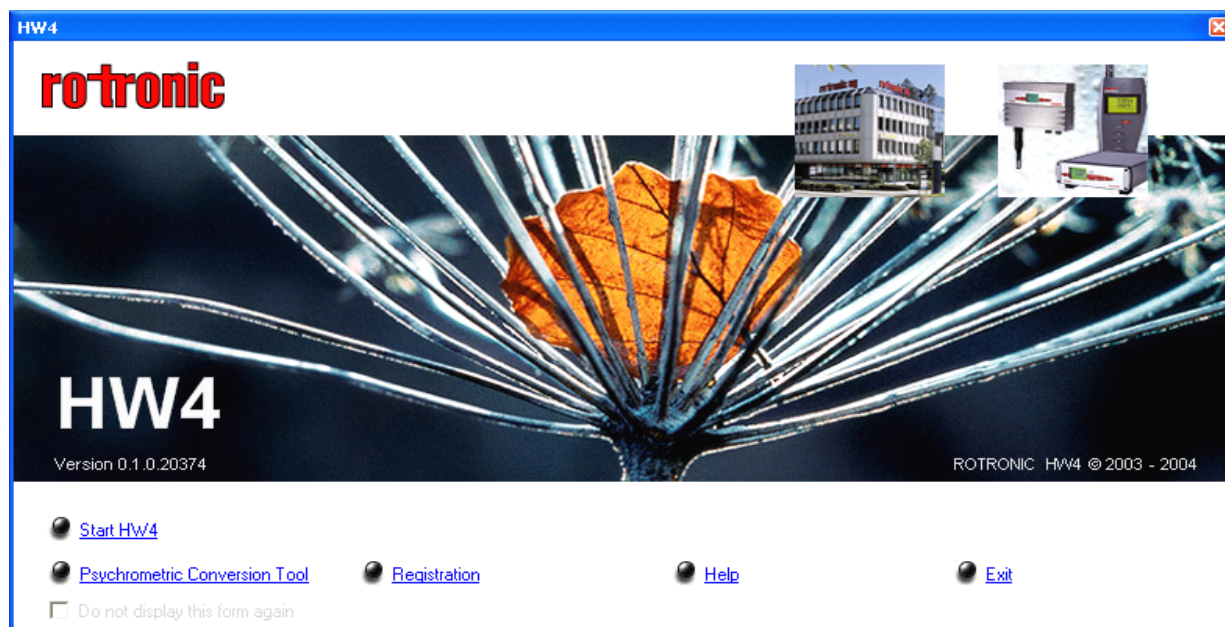 HW4
rotronic
HW4
Version 0.1.0.20374
ROTRONIC HW4 © 2003 - 2004
Start HW4
Psychrometric Conversion Tool
Registration
Help
Exit
Do not display this form again